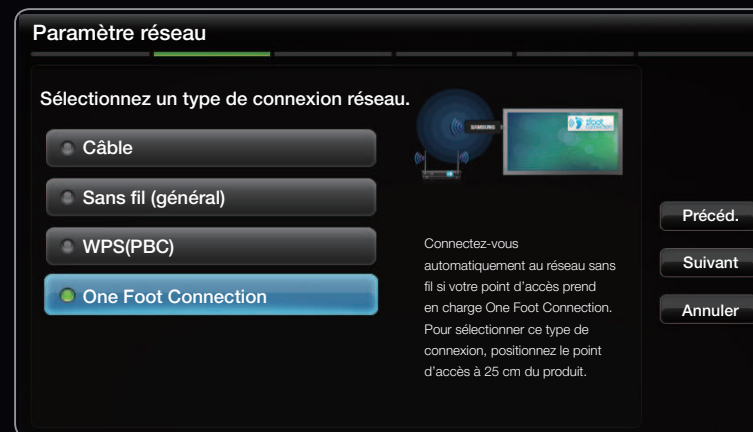 Paramètre réseau
Sélectionnez un type de connexion réseau.
Câble
Sans fil (général)
WPS(PBC)
One Foot Connection
SAMSUNG
Connectez-vous
automatiquement au réseau sans
fil si votre point d'accès prend
en charge One Foot Connection.
Pour sélectionner ce type de
connexion, positionnez le point
d'accès à 25 cm du produit.
Précéd.
Suivant
Annuler